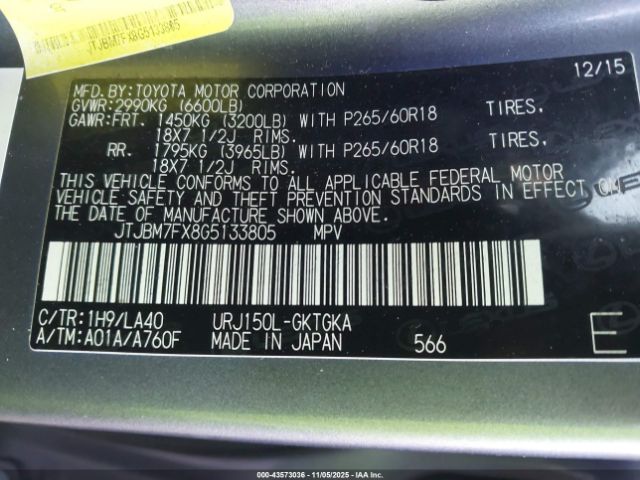 2990
JTJBM7FX8G5133805
MFD.BY:TOYOTA MOTOR CORPORATION 12/15
GVWR:2990KG (6600LB)
GAWR:FRT. 1450KG (3200LB) WITH P265/60R18 TIRES.
18X7 1/2J RIMS.
RR. 1795KG (3965LB) WITH P265/60R18 TIRES.
18X7 1/2J RIMS.
THIS VEHICLE CONFORMS TO ALL APPLICABLE FEDERAL MOTOR
VEHICLE SAFETY AND THEFT PREVENTION STANDARDS IN EFFECT
ON THE DATE OF MANUFACTURE SHOWN ABOVE.
JTJBM7FX8G5133805 MPV
C/TR:1H9/LA40 URJ150L-GKTGKA
A/TM:A01A/A760F MADE IN JAPAN 566 E
000-43573036 - 11/05/2025 - IAA Inc.